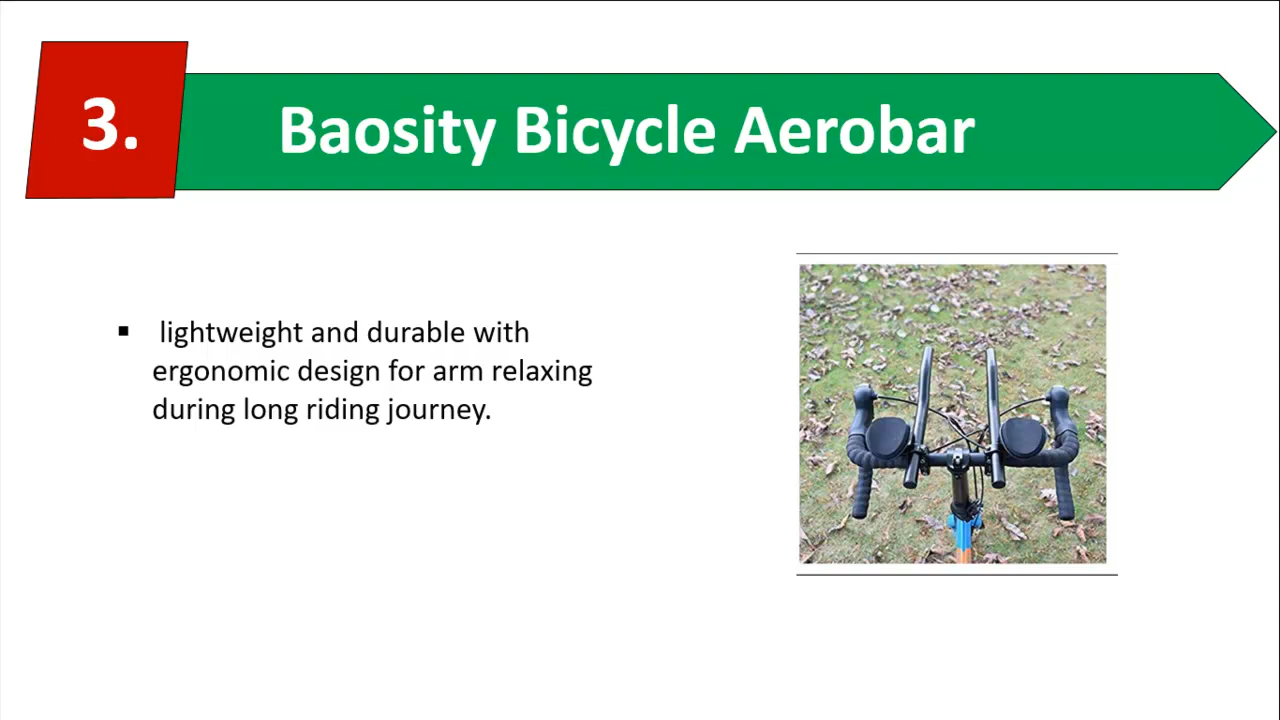 3.
Baosity Bicycle Aerobar
▪ lightweight and durable with
ergonomic design for arm relaxing
during long riding journey.